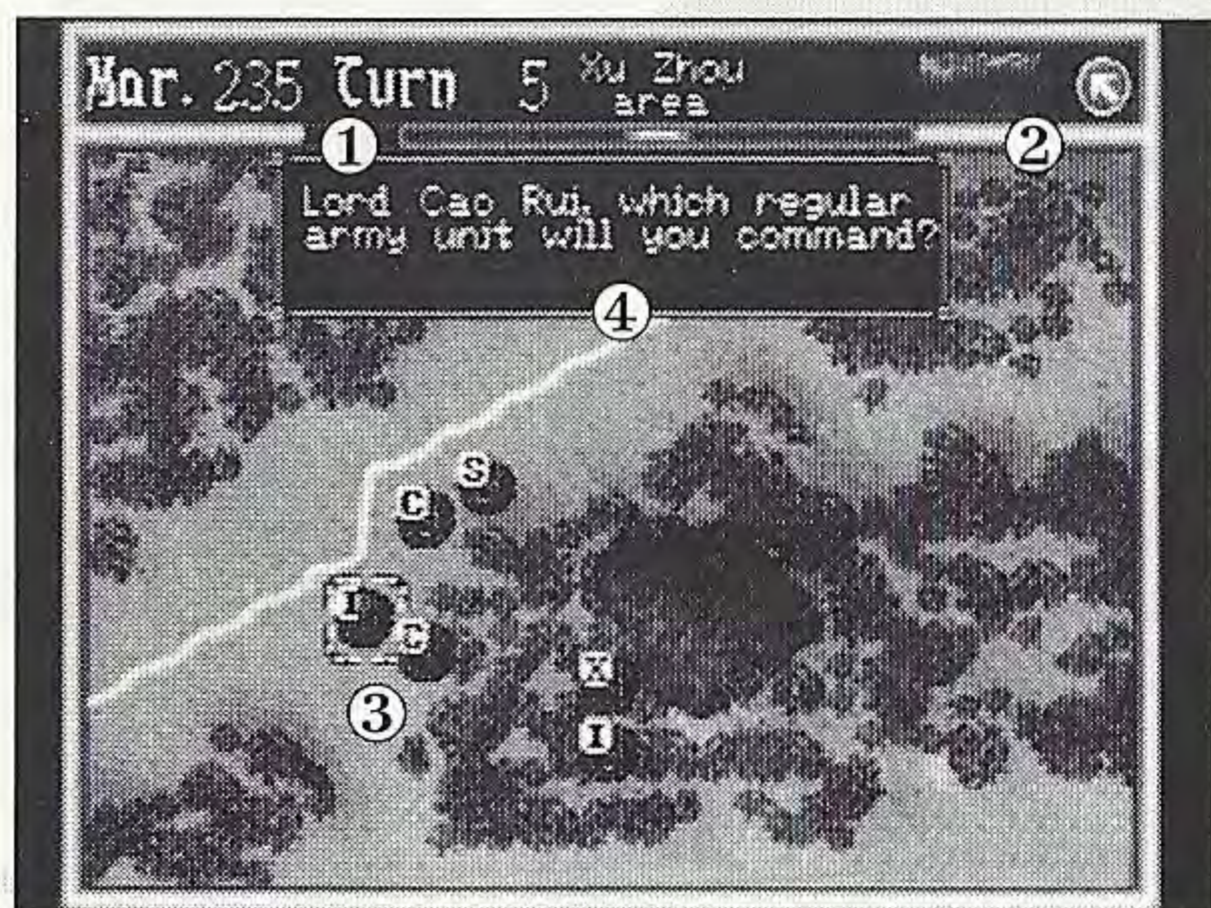 Mar. 235 Turn 5 Xu Zhou
area
1
2
Lord Cao Rui, which regular
army unit will you command?
4
S
C
I
C
3
X
I